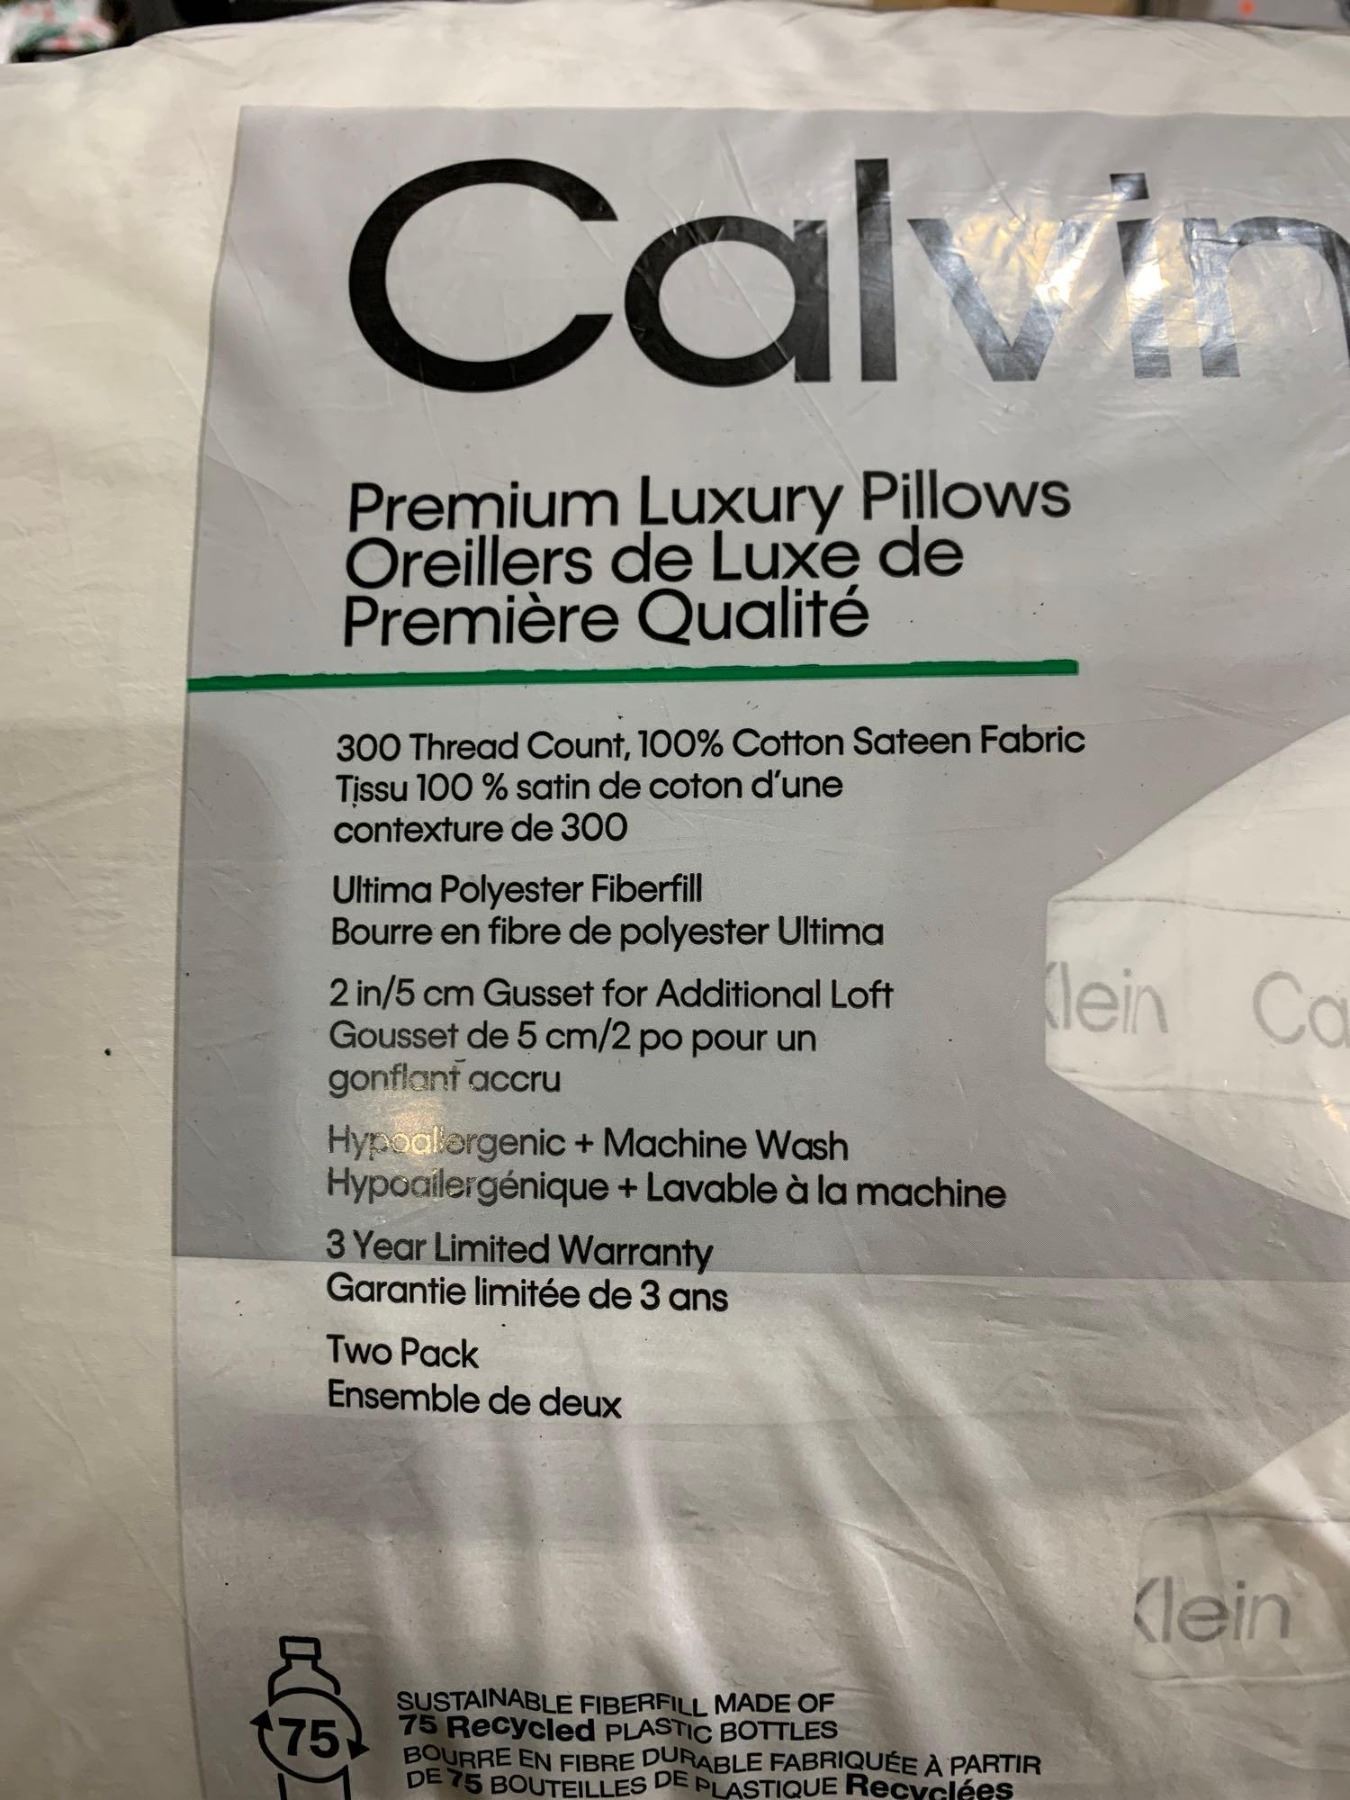 Calvin
Premium Luxury Pillows
Oreillers de Luxe de
Première Qualité
300 Thread Count, 100% Cotton Sateen Fabric
Tissu 100 % satin de coton d'une
contexture de 300
Ultima Polyester Fiberfill
Bourre en fibre de polyester Ultima
2 in/5 cm Gusset for Additional Loft
Gousset de 5 cm/2 po pour un
gonflant accru
Hypoallergenic + Machine Wash
Hypoallergénique + Lavable à la machine
3 Year Limited Warranty
Garantie limitée de 3 ans
Two Pack
Ensemble de deux
Klein Ca
Klein
75
SUSTAINABLE FIBERFILL MADE OF
75 Recycled PLASTIC BOTTLES
BOURRE EN FIBRE DURABLE FABRIQUÉE À PARTIR
DE 75 BOUTEILLES DE PLASTIQUE Recyclées